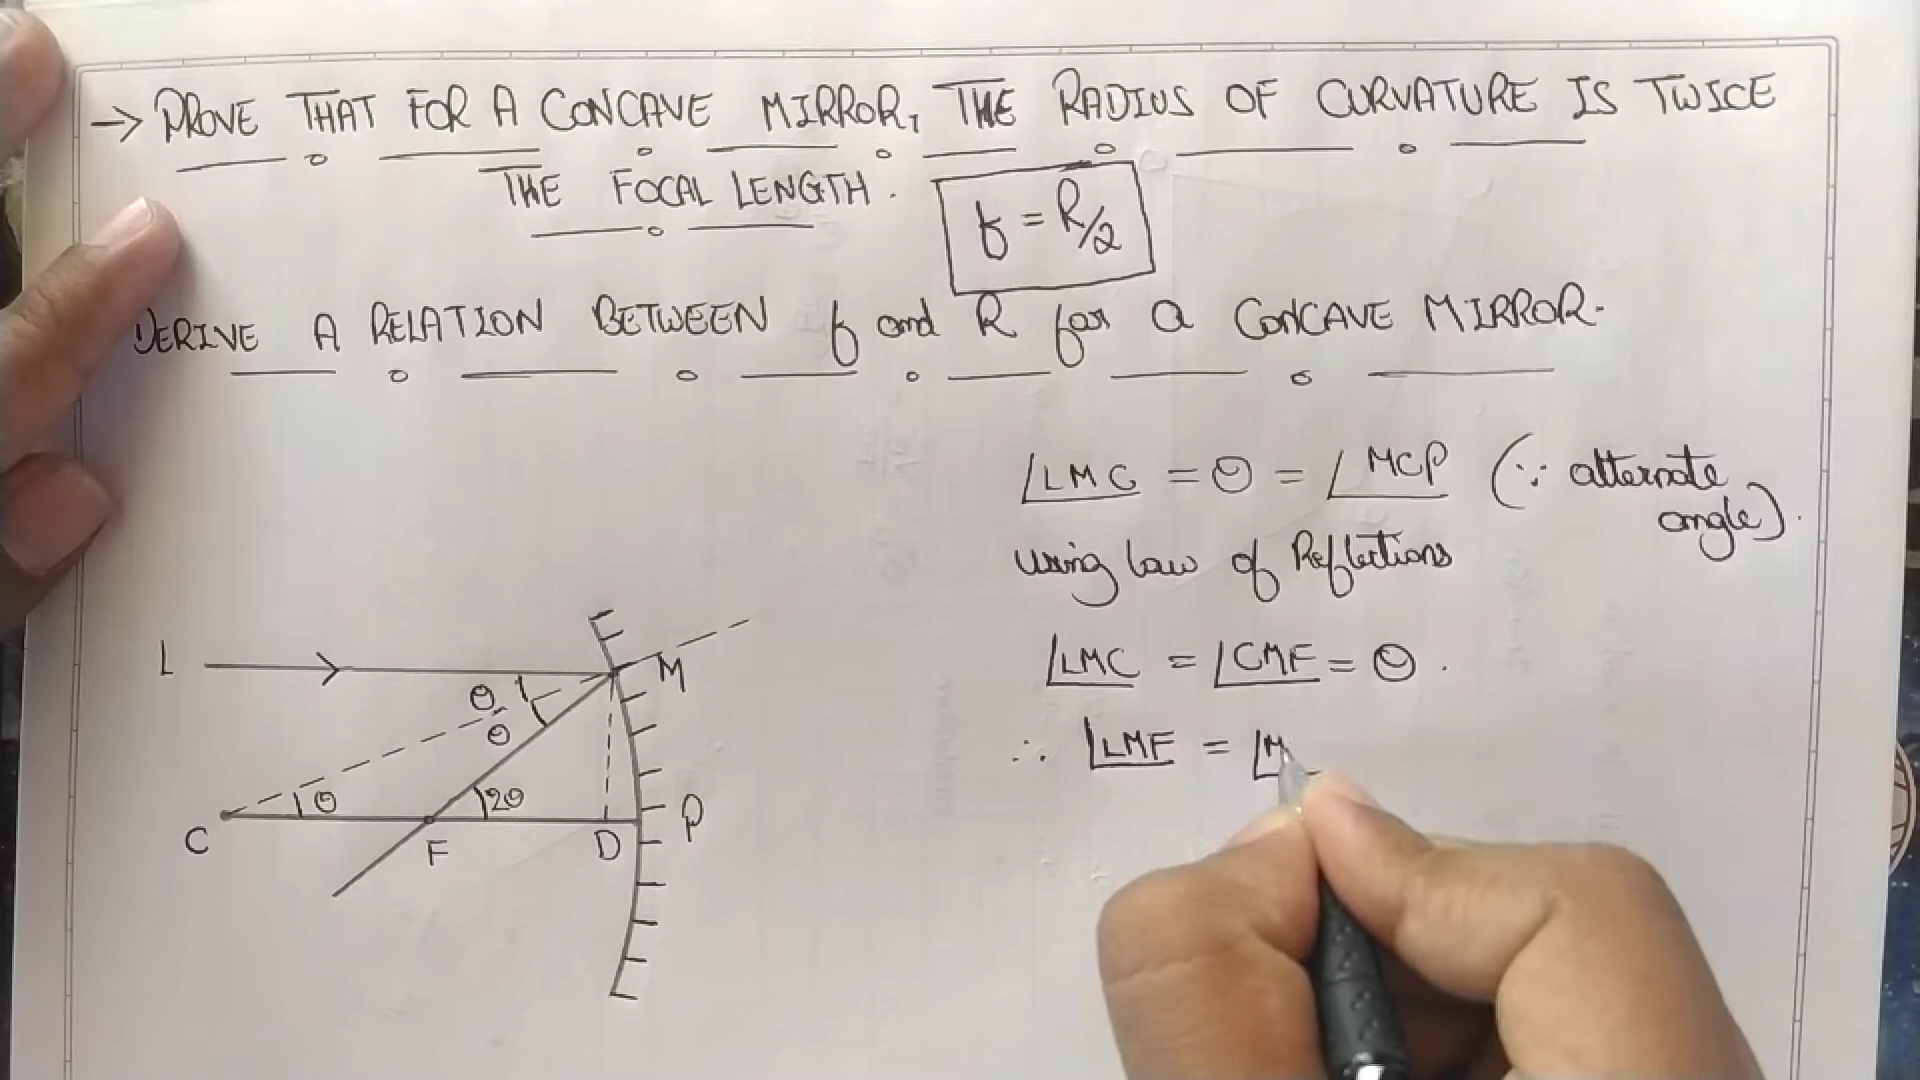 → PROVE THAT FOR A CONCAVE MIRROR, THE RADIUS OF CURVATURE IS TWICE
THE FOCAL LENGTH.
f = R/2
DERIVE A RELATION BETWEEN f and R for a CONCAVE MIRROR.
∠LMC = θ = ∠MCP (∵ alternate
angle).
using law of Reflections
∠LMC = ∠CMF = θ .
∴ ∠LMF = ∠M
L
M
θ
θ
C
θ
F
2θ
D
P